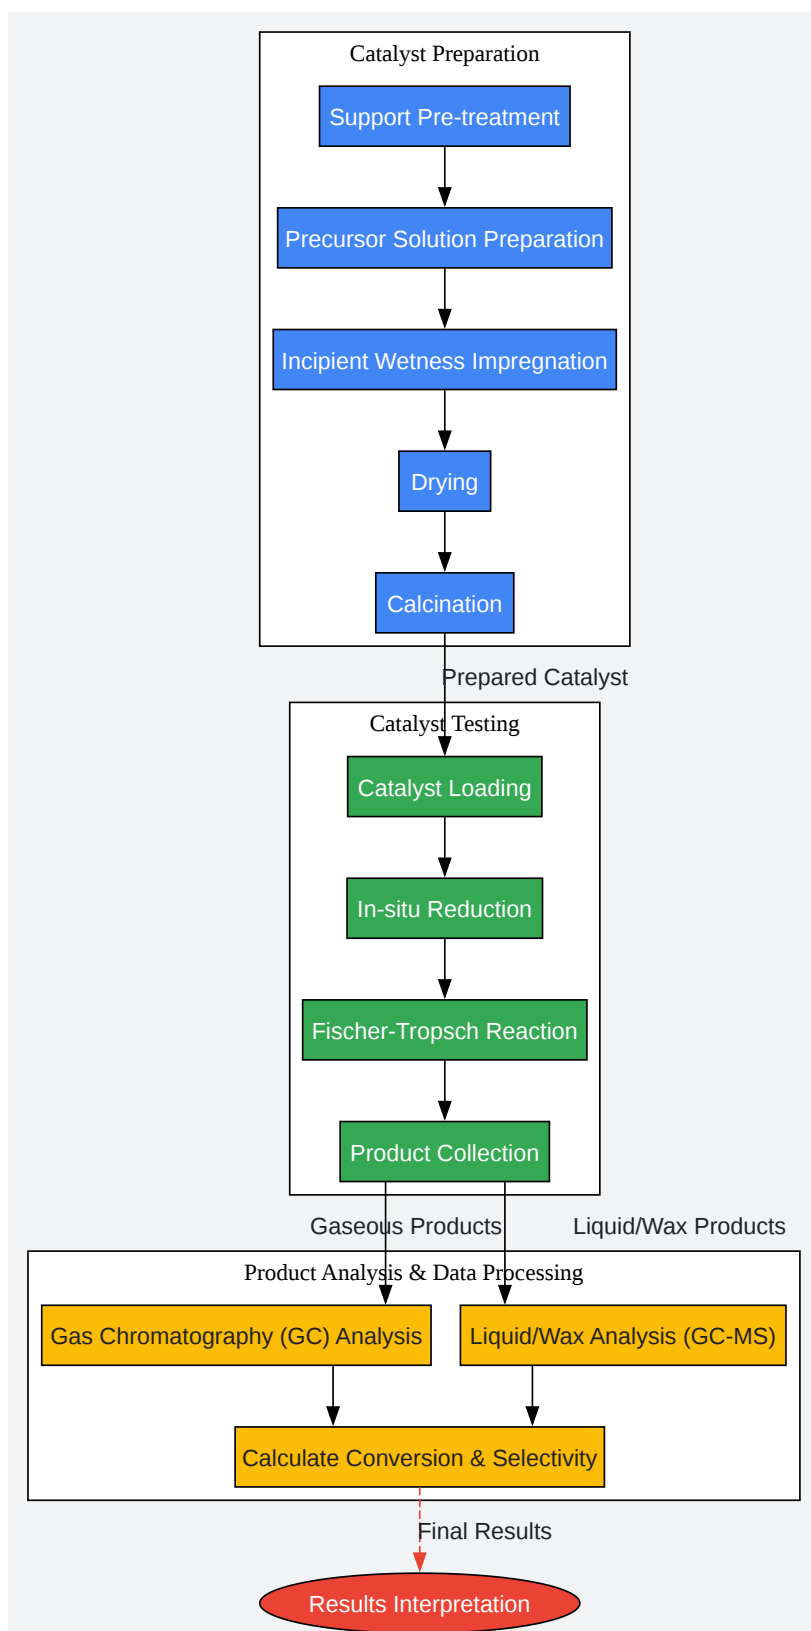 Catalyst Preparation
Support Pre-treatment
Precursor Solution Preparation
Incipient Wetness Impregnation
Drying
Calcination
Prepared Catalyst
Catalyst Testing
Catalyst Loading
In-situ Reduction
Fischer-Tropsch Reaction
Product Collection
Gaseous Products
Liquid/Wax Products
Product Analysis & Data Processing
Gas Chromatography (GC) Analysis
Liquid/Wax Analysis (GC-MS)
Calculate Conversion & Selectivity
Final Results
Results Interpretation